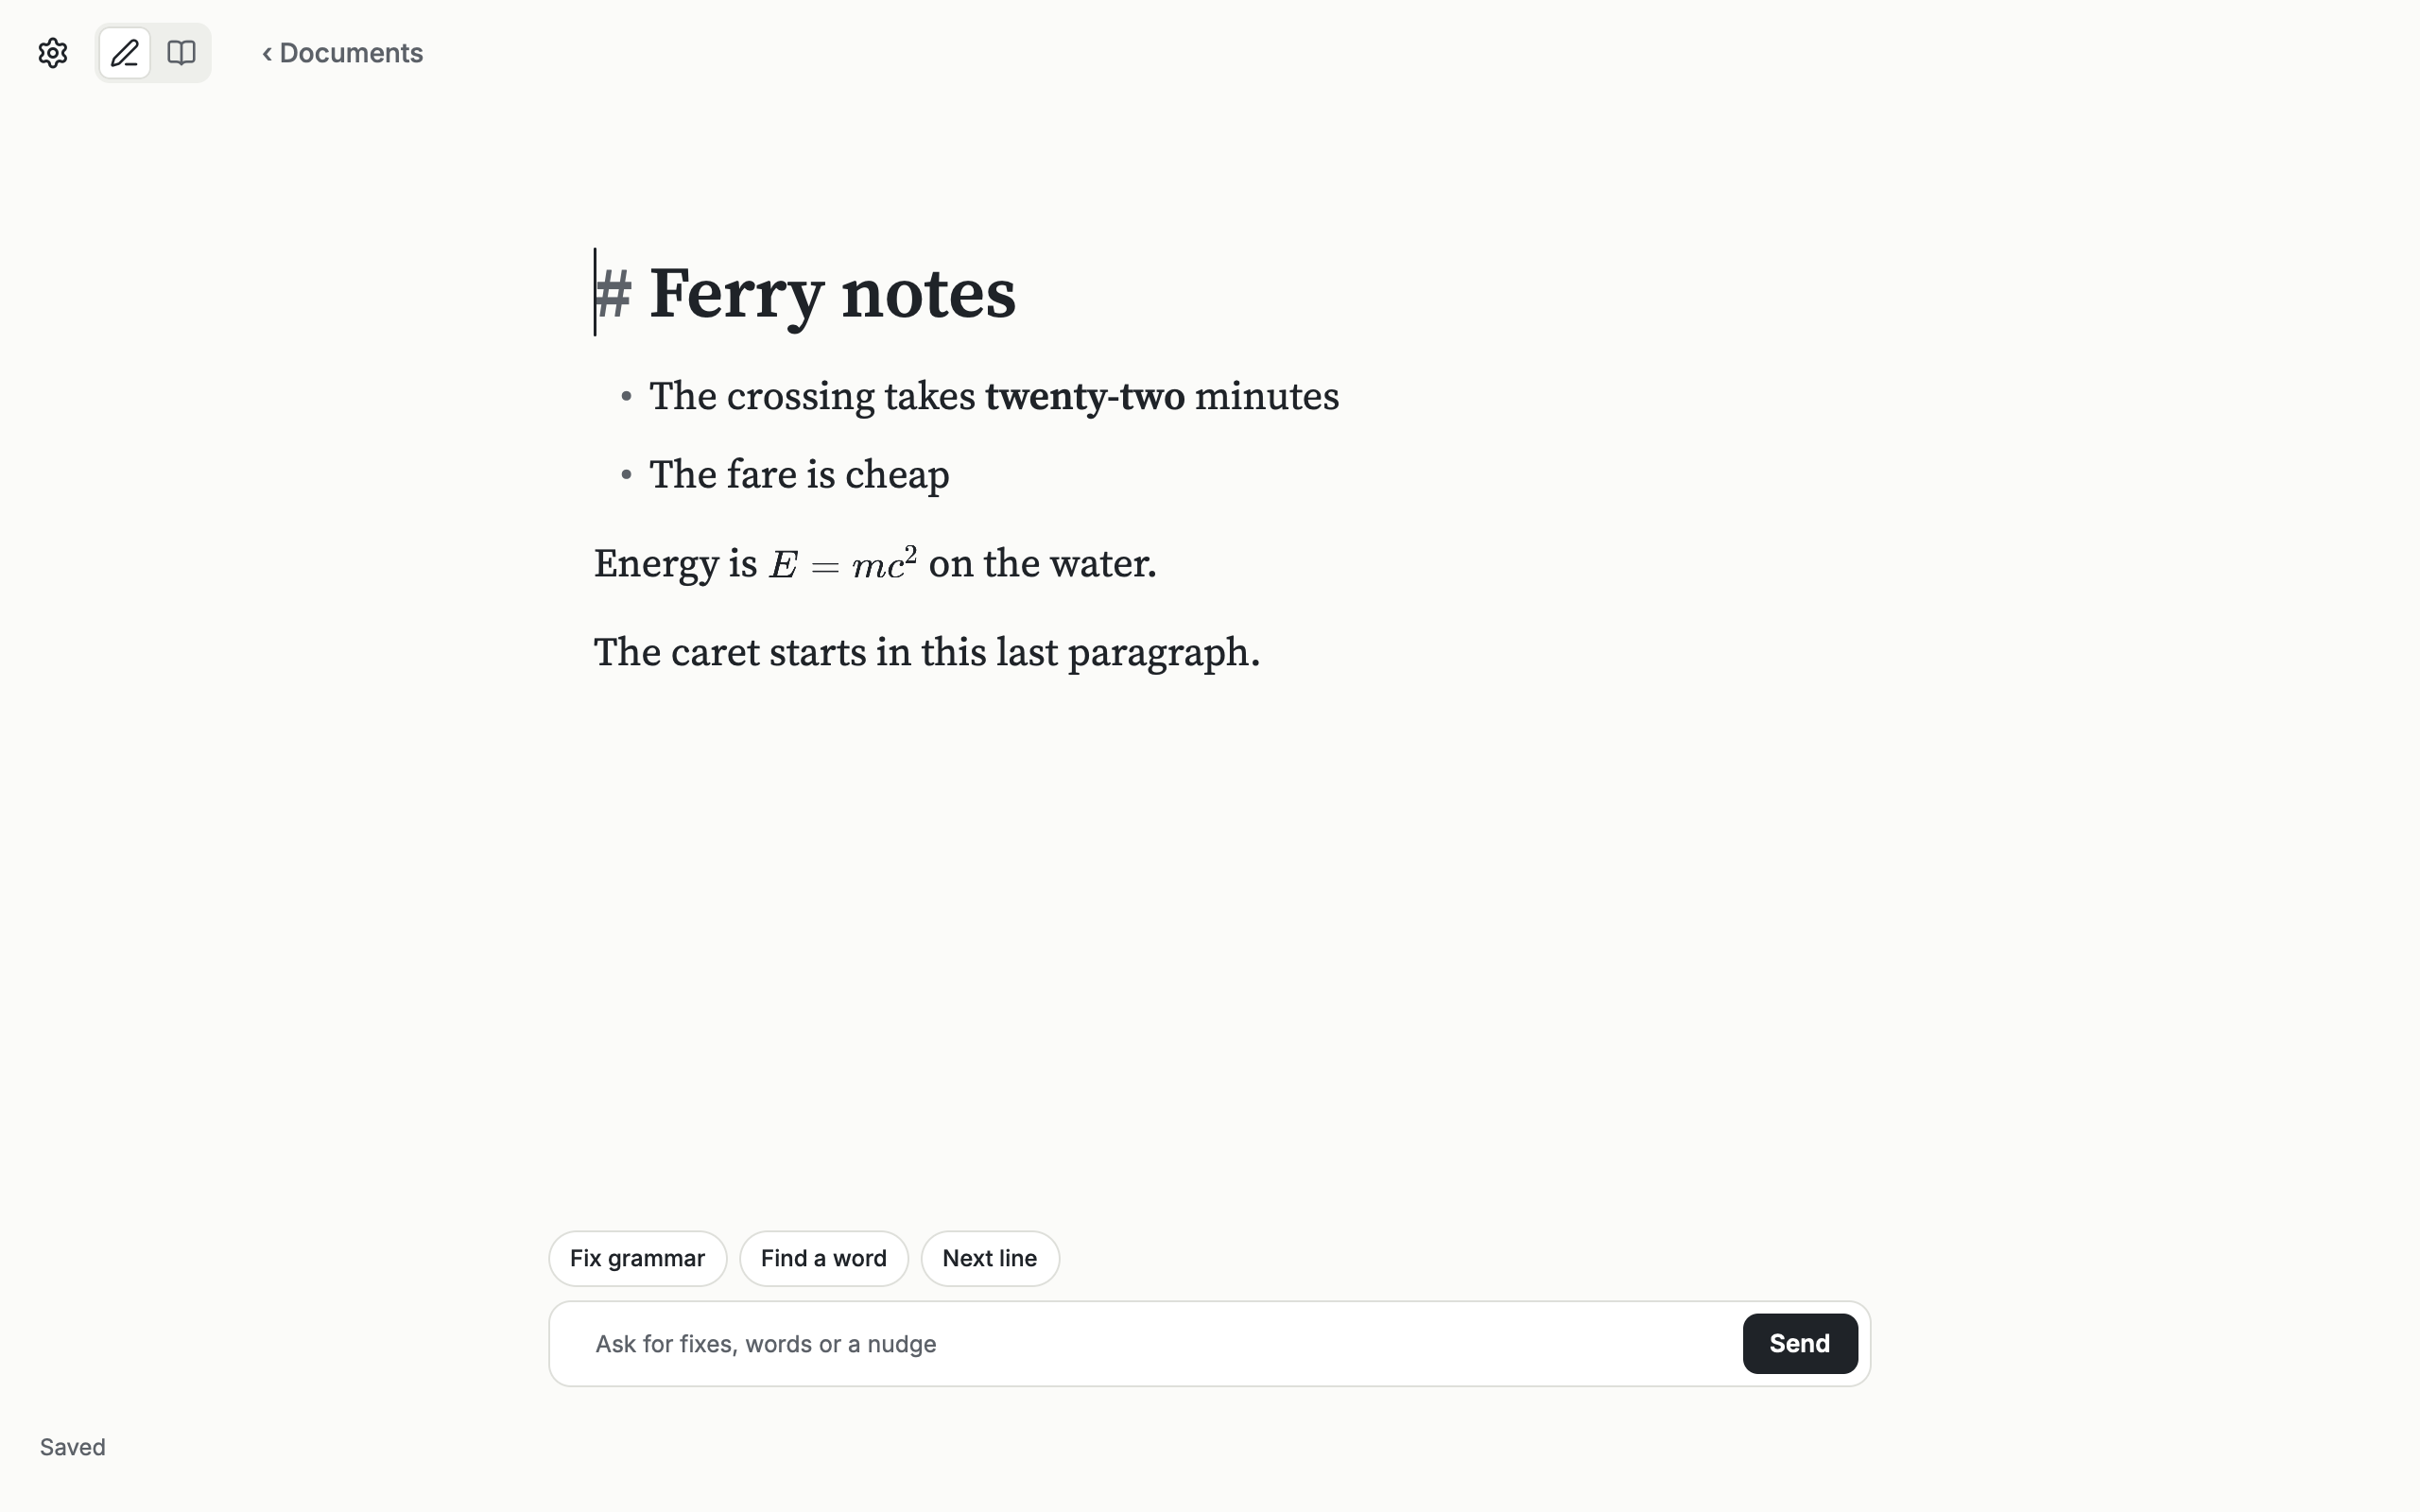 ‹ Documents
# Ferry notes
• The crossing takes twenty-two minutes
• The fare is cheap
Energy is E = mc² on the water.
The caret starts in this last paragraph.
Fix grammar
Find a word
Next line
Ask for fixes, words or a nudge
Send
Saved